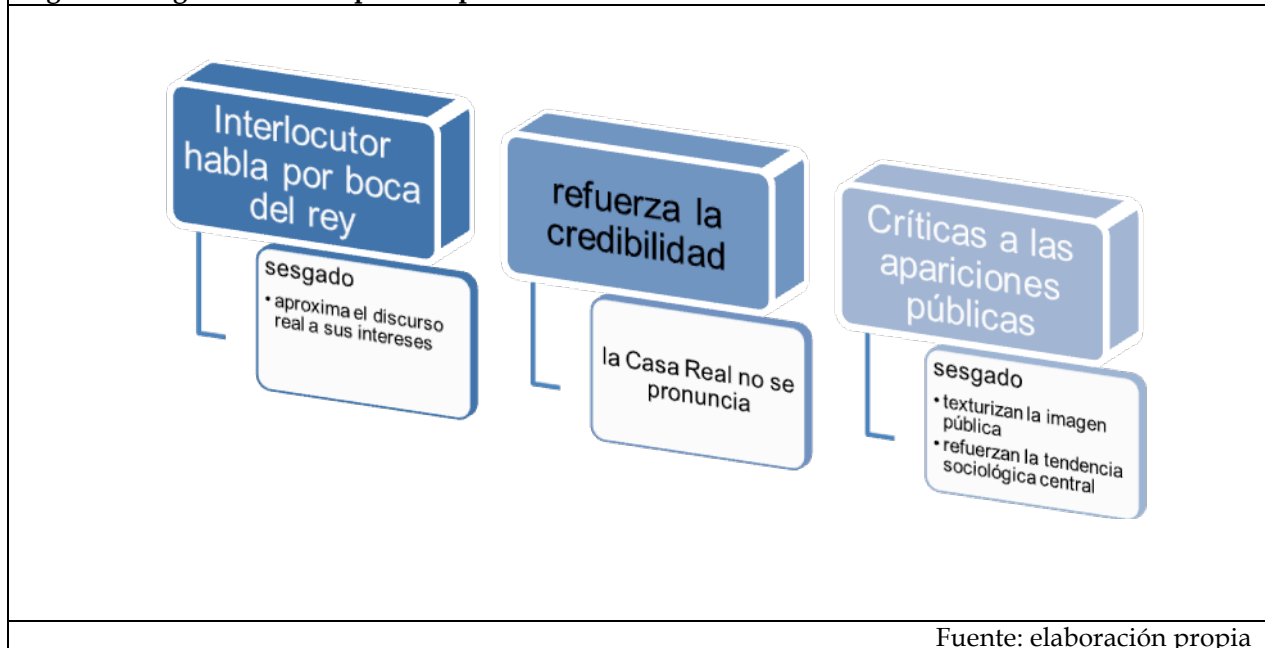 Interlocutor
habla por boca
del rey
sesgado
• aproxima el discurso
real a sus intereses
refuerza la
credibilidad
la Casa Real no se
pronuncia
Críticas a las
apariciones
públicas
sesgado
• texturizan la imagen
pública
• refuerzan la tendencia
sociológica central
Fuente: elaboración propia